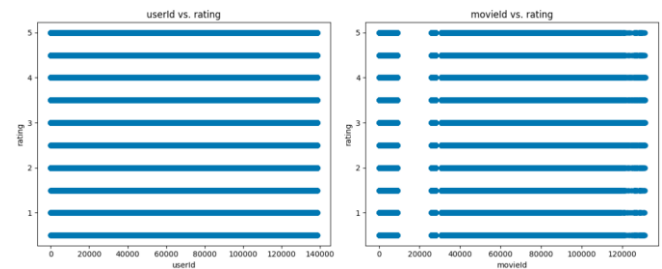 userId vs. rating
5
4
3
2
1
rating
0 20000 40000 60000 80000 100000 120000 140000
userId
movieId vs. rating
5
4
3
2
1
rating
0 20000 40000 60000 80000 100000 120000
movieId